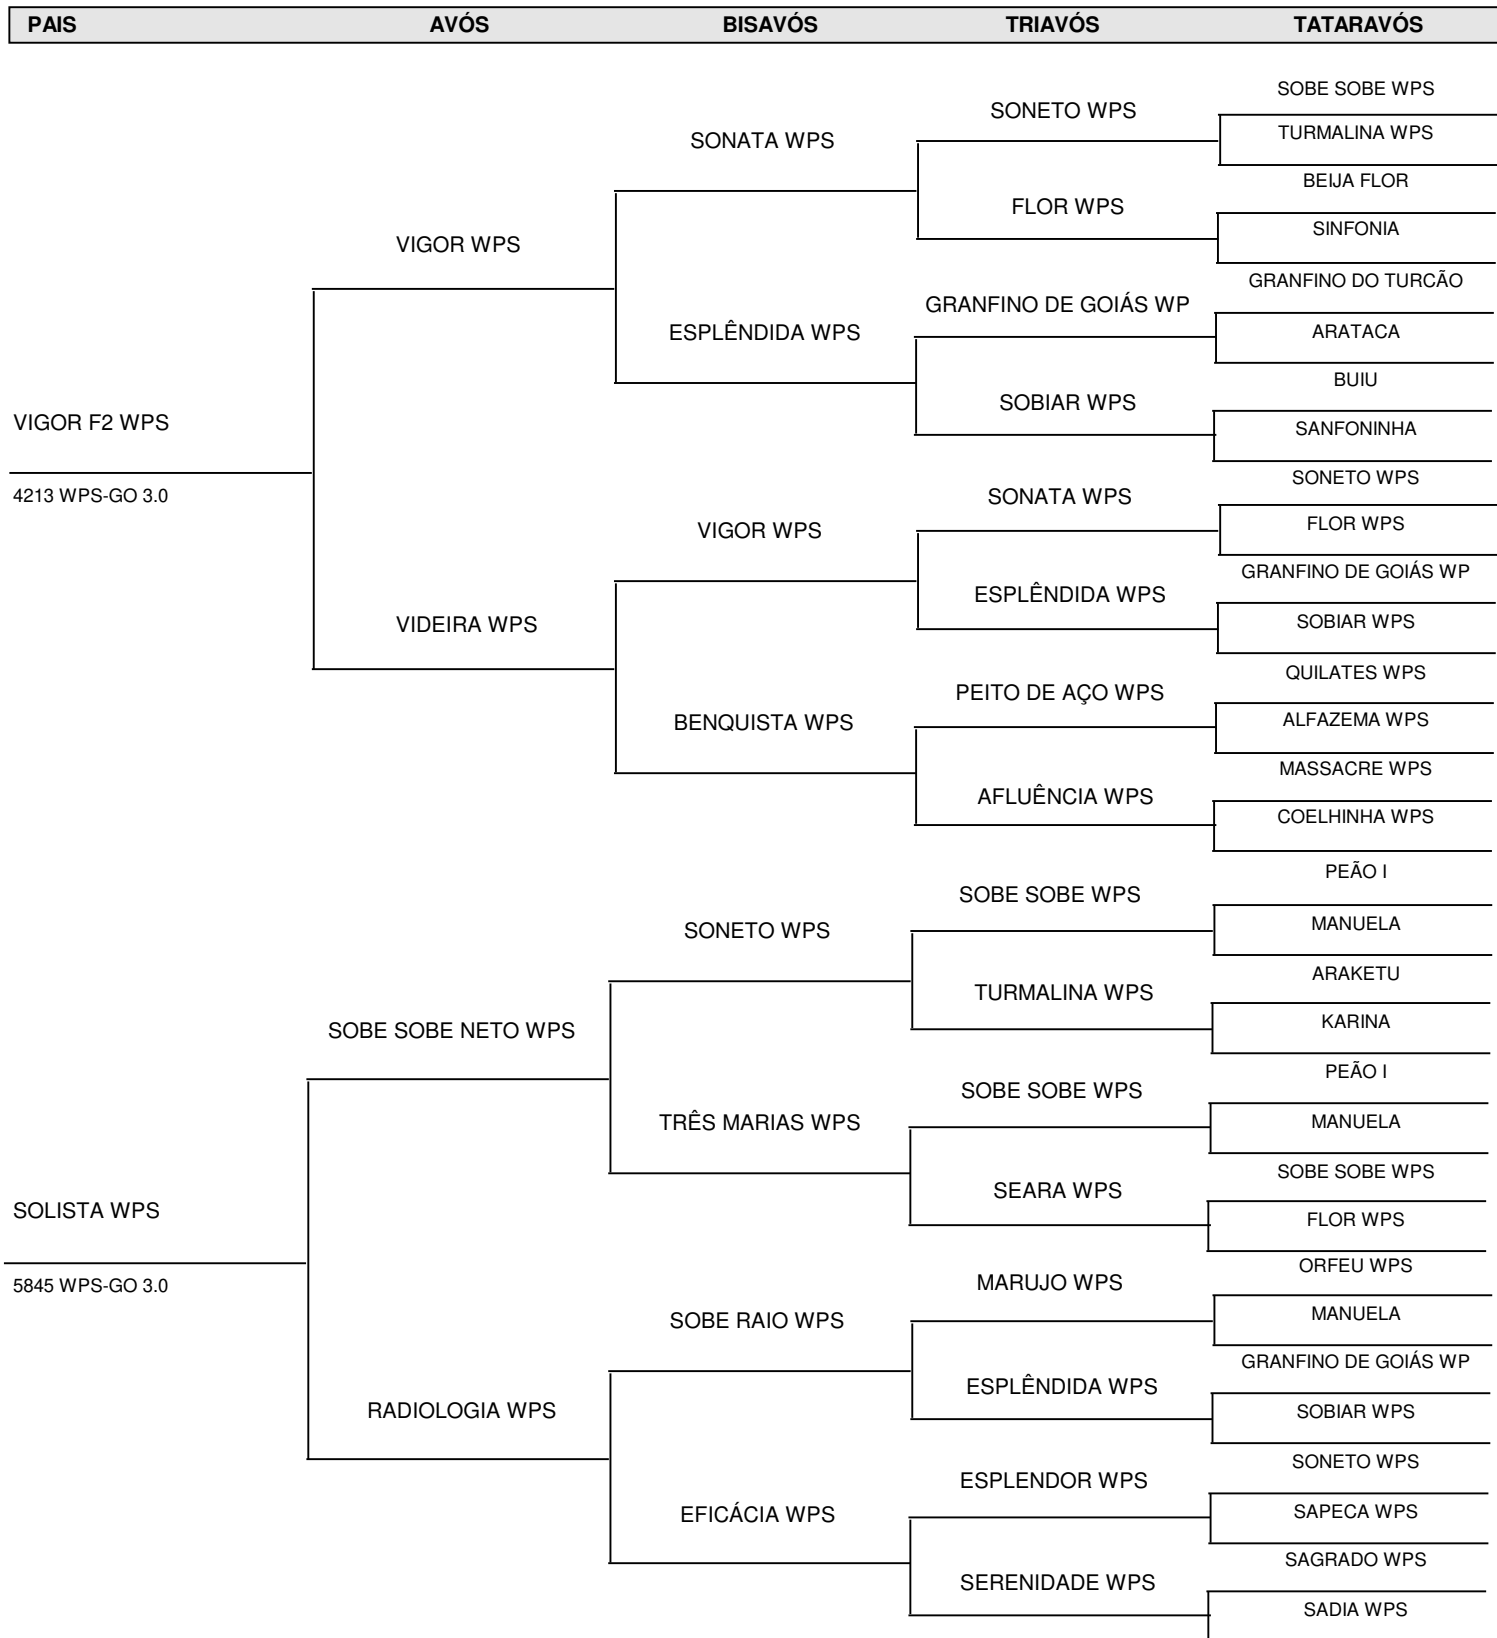 PAIS AVÓS BISAVÓS TRIAVÓS TATARAVÓS
SOBE SOBE WPS
SONETO WPS
TURMALINA WPS
SONATA WPS
BEIJA FLOR
FLOR WPS
SINFONIA
VIGOR WPS
GRANFINO DO TURCÃO
GRANFINO DE GOIÁS WP
ARATACA
ESPLÊNDIDA WPS
BUIU
SOBIAR WPS
SANFONINHA
VIGOR F2 WPS
4213 WPS-GO 3.0
SONETO WPS
SONATA WPS
FLOR WPS
VIGOR WPS
GRANFINO DE GOIÁS WP
ESPLÊNDIDA WPS
SOBIAR WPS
VIDEIRA WPS
QUILATES WPS
PEITO DE AÇO WPS
ALFAZEMA WPS
BENQUISTA WPS
MASSACRE WPS
AFLUÊNCIA WPS
COELHINHA WPS
PEÃO I
SOBE SOBE WPS
MANUELA
SONETO WPS
ARAKETU
TURMALINA WPS
KARINA
SOBE SOBE NETO WPS
PEÃO I
SOBE SOBE WPS
MANUELA
TRÊS MARIAS WPS
SOBE SOBE WPS
SEARA WPS
FLOR WPS
SOLISTA WPS
5845 WPS-GO 3.0
ORFEU WPS
MARUJO WPS
MANUELA
SOBE RAIO WPS
GRANFINO DE GOIÁS WP
ESPLÊNDIDA WPS
SOBIAR WPS
RADIOLOGIA WPS
SONETO WPS
ESPLENDOR WPS
SAPECA WPS
EFICÁCIA WPS
SAGRADO WPS
SERENIDADE WPS
SADIA WPS